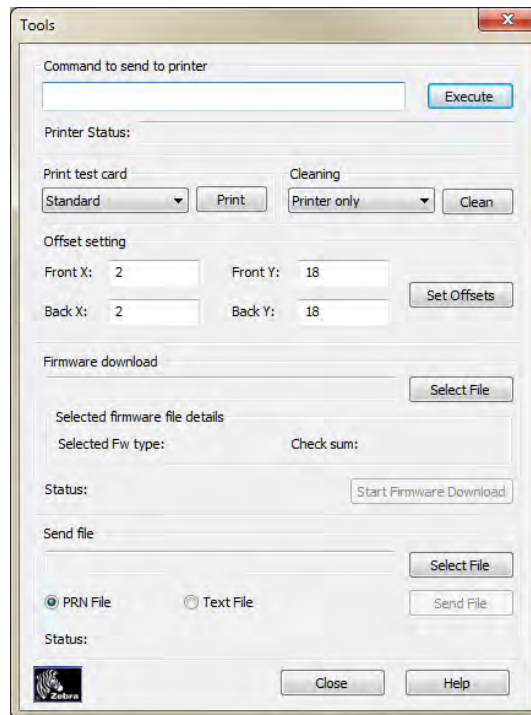 Tools
X
Command to send to printer
Execute
Printer Status:
Print test card
Cleaning
Standard Print Printer only Clean
Offset setting
Front X: 2 Front Y: 18
Set Offsets
Back X: 2 Back Y: 18
Firmware download
Select File
Selected firmware file details
Selected Fw type: Check sum:
Status: Start Firmware Download
Send file
Select File
PRN File Text File Send File
Status:
Zebra Close Help